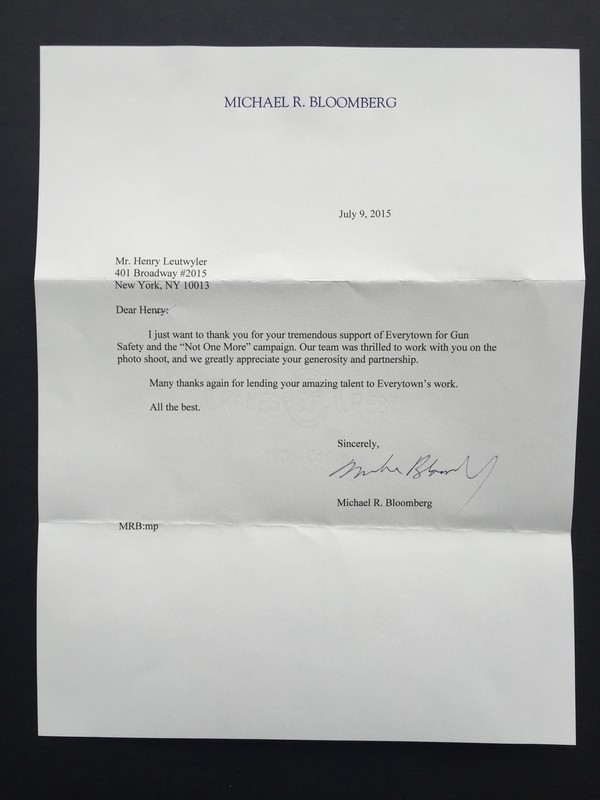 MICHAEL R. BLOOMBERG
July 9, 2015
Mr. Henry Leutwyler
401 Broadway #2015
New York, NY 10013
Dear Henry:
I just want to thank you for your tremendous support of Everytown for Gun
Safety and the “Not One More” campaign. Our team was thrilled to work with you on the
photo shoot, and we greatly appreciate your generosity and partnership.
Many thanks again for lending your amazing talent to Everytown’s work.
All the best.
Sincerely,
Mike Bloomberg
Michael R. Bloomberg
MRB:mp